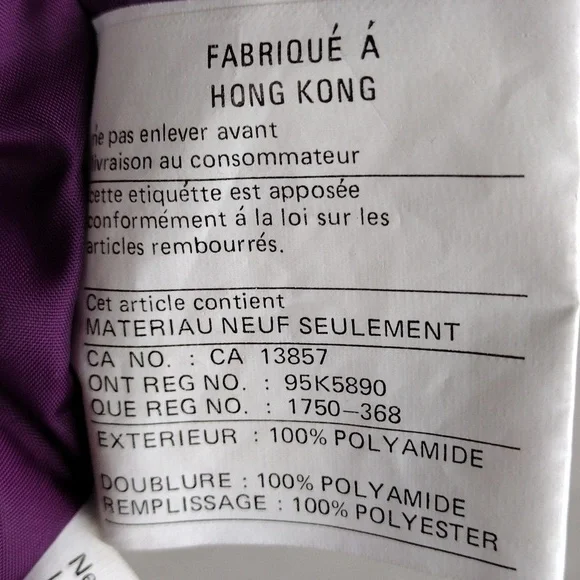 FABRIQUÉ Á
HONG KONG
ne pas enlever avant
livraison au consommateur
cette etiquétte est apposée
conformément á la loi sur les
articles rembourrés.
Cet article contient
MATERIAU NEUF SEULEMENT
CA NO. : CA 13857
ONT REG NO. : 95K5890
QUE REG NO. : 1750-368
EXTERIEUR : 100% POLYAMIDE
DOUBLURE : 100% POLYAMIDE
REMPLISSAGE : 100% POLYESTER